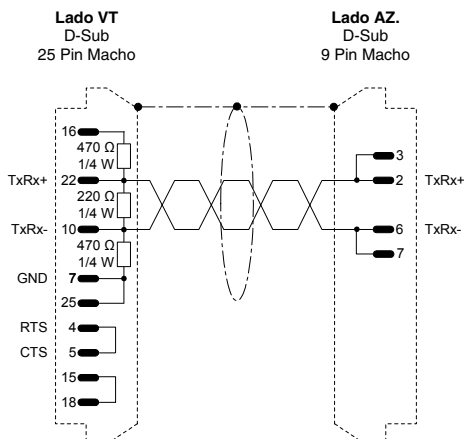 Lado VT
D-Sub
25 Pin Macho
Lado AZ.
D-Sub
9 Pin Macho
16
470 Ω
1/4 W
TxRx+ 22
220 Ω
1/4 W
TxRx- 10
470 Ω
1/4 W
GND 7
25
RTS 4
CTS 5
15
18
3
2 TxRx+
6 TxRx-
7